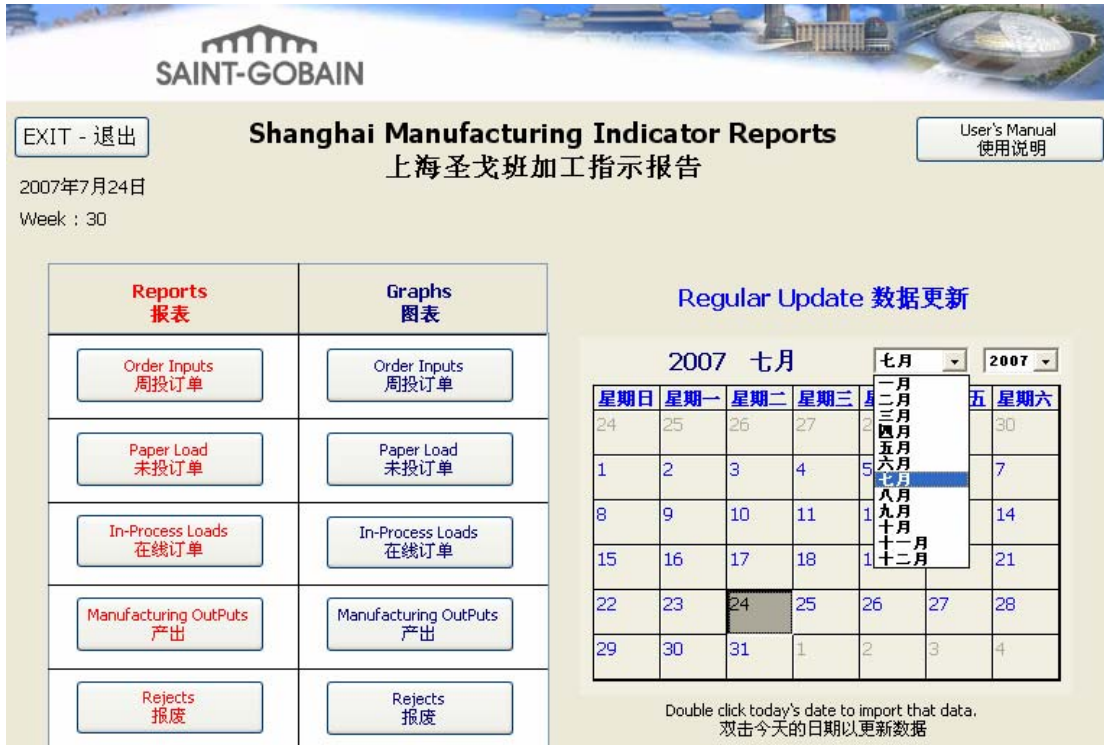 SAINT-GOBAIN
EXIT - 退出
Shanghai Manufacturing Indicator Reports
上海圣戈班加工指示报告
User's Manual
使用说明
2007年7月24日
Week : 30
Reports
报表
Graphs
图表
Order Inputs
周投订单
Order Inputs
周投订单
Paper Load
未投订单
Paper Load
未投订单
In-Process Loads
在线订单
In-Process Loads
在线订单
Manufacturing OutPuts
产出
Manufacturing OutPuts
产出
Rejects
报废
Rejects
报废
Regular Update 数据更新
2007 七月
七月
2007
一月
二月
三月
四月
五月
六月
七月
八月
九月
十月
十一月
十二月
星期日 星期一 星期二 星期三 五 星期六
24 25 26 27 2 30
1 2 3 4 5 7
8 9 10 11 1 14
15 16 17 18 1 21
22 23 24 25 26 27 28
29 30 31 1 2 3 4
Double click today's date to import that data.
双击今天的日期以更新数据